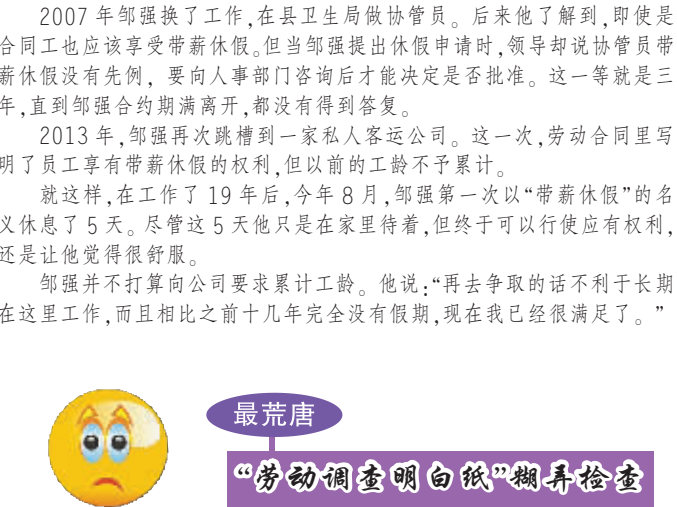 2007 年邹强换了工作,在县卫生局做协管员。后来他了解到,即使是
合同工也应该享受带薪休假。但当邹强提出休假申请时,领导却说协管员带
薪休假没有先例，要向人事部门咨询后才能决定是否批准。这一等就是三
年,直到邹强合约期满离开,都没有得到答复。
2013 年,邹强再次跳槽到一家私人客运公司。这一次,劳动合同里写
明了员工享有带薪休假的权利,但以前的工龄不予累计。
就这样,在工作了 19 年后,今年 8 月,邹强第一次以“带薪休假”的名
义休息了 5 天。尽管这 5 天他只是在家里待着,但终于可以行使应有权利,
还是让他觉得很舒服。
邹强并不打算向公司要求累计工龄。他说:“再去争取的话不利于长期
在这里工作,而且相比之前十几年完全没有假期,现在我已经很满足了。”
最荒唐
“劳动调查明白纸”糊弄检查